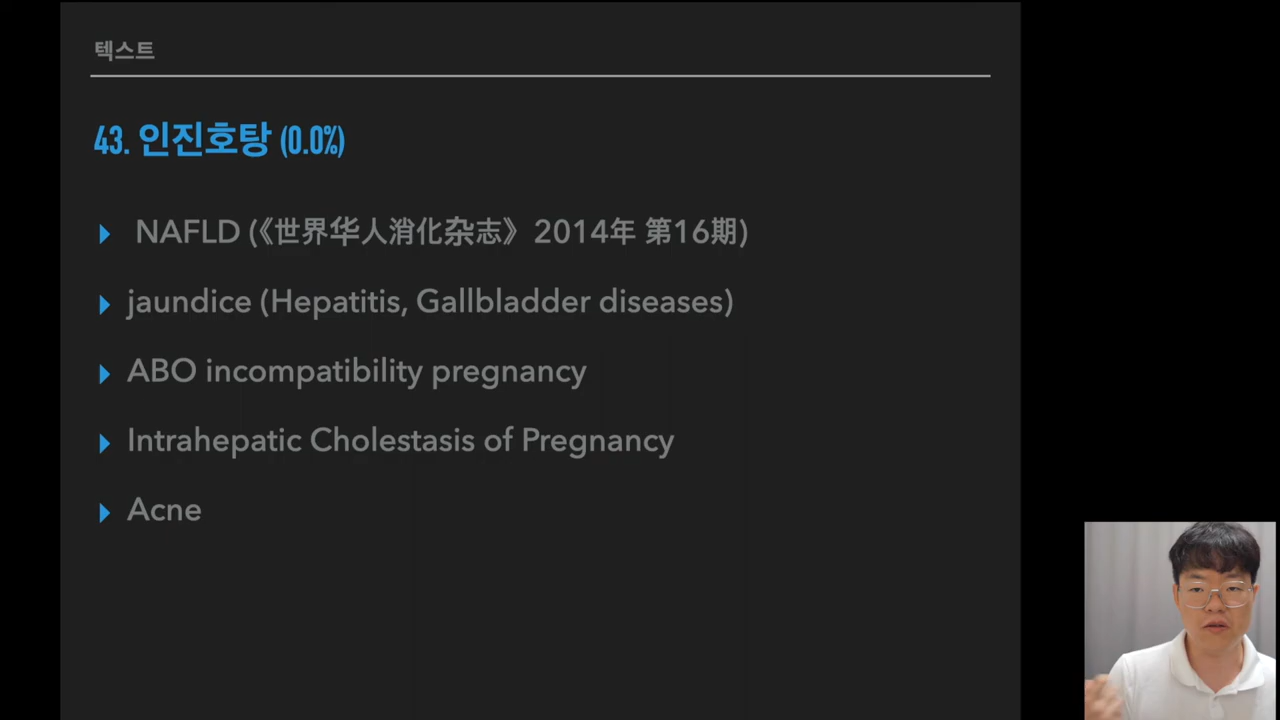 텍스트
43. 인진호탕 (0.0%)
NAFLD (《世界华人消化杂志》2014年 第16期)
jaundice (Hepatitis, Gallbladder diseases)
ABO incompatibility pregnancy
Intrahepatic Cholestasis of Pregnancy
Acne